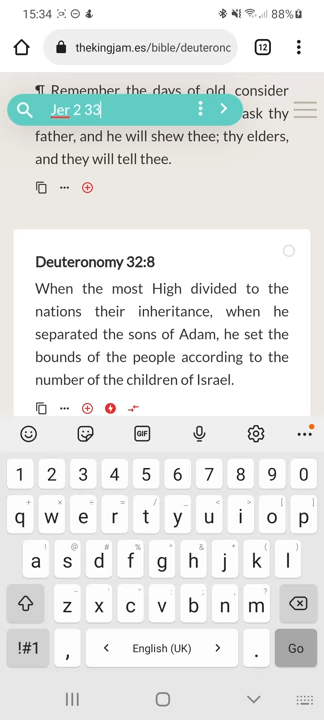 15:34
88%
thekingjam.es/bible/deuteronc
12
¶ Remember the days of old, consider
Jer 2 33
ask thy
father, and he will shew thee; thy elders,
and they will tell thee.
Deuteronomy 32:8
When the most High divided to the
nations their inheritance, when he
separated the sons of Adam, he set the
bounds of the people according to the
number of the children of Israel.
GIF
1 2 3 4 5 6 7 8 9 0
q w e r t y u i o p
a s d f g h j k l
z x c v b n m
!#1 , < English (UK) > . Go